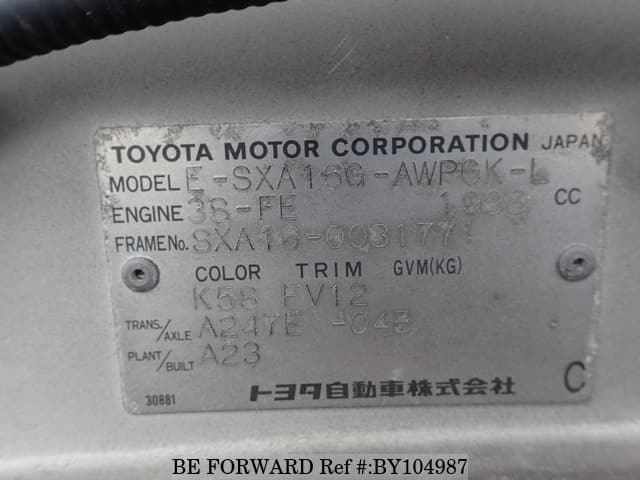 TOYOTA MOTOR CORPORATION JAPAN
MODEL E-SXA16G-AWPGK-L
ENGINE 3S-FE 1998 CC
FRAME No. SXA16-0031771
COLOR TRIM GVM(KG)
K58 FV12
TRANS./AXLE A247E -04B
PLANT/BUILT A23
30881 トヨタ自動車株式会社 C
BE FORWARD Ref #:BY104987